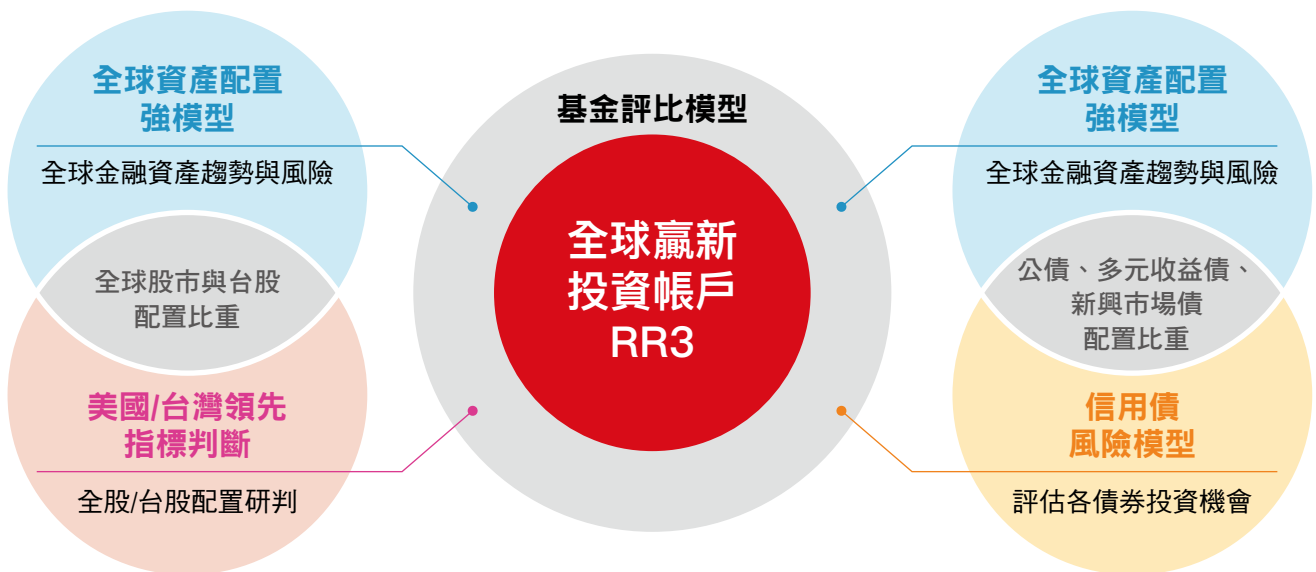 全球資產配置
強模型
全球金融資產趨勢與風險
全球股市與台股
配置比重
美國/台灣領先
指標判斷
全股/台股配置研判
基金評比模型
全球贏新
投資帳戶
RR3
全球資產配置
強模型
全球金融資產趨勢與風險
公債、多元收益債、
新興市場債
配置比重
信用債
風險模型
評估各債券投資機會